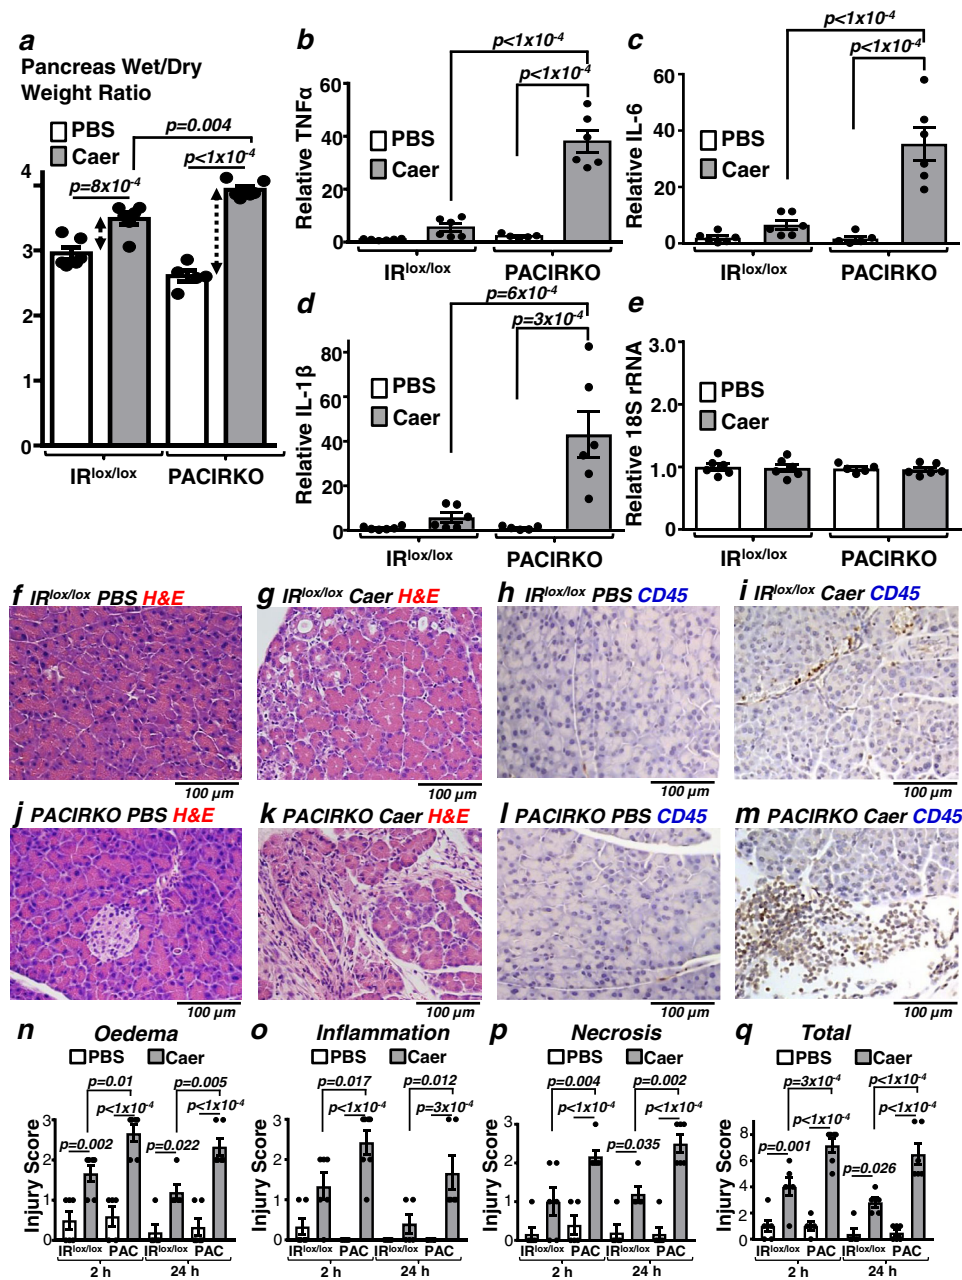 a
Pancreas Wet/Dry
Weight Ratio
PBS
Caer
p=0.004
p=8x10-4
p<1x10-4
4
3
2
1
0
IRlox/lox
PACIRKO
b
p<1x10-4
p<1x10-4
Relative TNFα
PBS
Caer
60
40
20
0
IRlox/lox
PACIRKO
c
p<1x10-4
p<1x10-4
Relative IL-6
PBS
Caer
60
40
20
0
IRlox/lox
PACIRKO
d
p=6x10-4
p=3x10-4
Relative IL-1β
PBS
Caer
80
60
40
20
0
IRlox/lox
PACIRKO
e
Relative 18S rRNA
PBS
Caer
3.0
2.0
1.0
0
IRlox/lox
PACIRKO
f IRlox/lox PBS H&E
100 µm
g IRlox/lox Caer H&E
100 µm
h IRlox/lox PBS CD45
100 µm
i IRlox/lox Caer CD45
100 µm
j PACIRKO PBS H&E
100 µm
k PACIRKO Caer H&E
100 µm
l PACIRKO PBS CD45
100 µm
m PACIRKO Caer CD45
100 µm
n Oedema
PBS Caer
p=0.01
p=0.005
p<1x10-4
p<1x10-4
p=0.002
p=0.022
Injury Score
3
2
1
0
IRlox/lox PAC IRlox/lox PAC
2 h 24 h
o Inflammation
PBS Caer
p=0.017
p=0.012
p<1x10-4
p=3x10-4
Injury Score
3
2
1
0
IRlox/lox PAC IRlox/lox PAC
2 h 24 h
p Necrosis
PBS Caer
p=0.004
p=0.002
p<1x10-4
p<1x10-4
p=0.035
Injury Score
3
2
1
0
IRlox/lox PAC IRlox/lox PAC
2 h 24 h
q Total
PBS Caer
p=3x10-4
p<1x10-4
p<1x10-4
p<1x10-4
p=0.001
p=0.026
Injury Score
8
6
4
2
0
IRlox/lox PAC IRlox/lox PAC
2 h 24 h